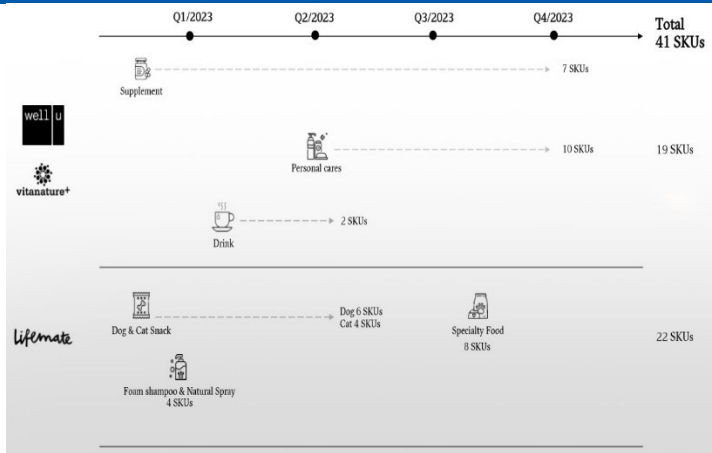 Q1/2023
Q2/2023
Q3/2023
Q4/2023
Total
41 SKUs
Supplement
7 SKUs
well u
vitanature+
Personal cares
10 SKUs
19 SKUs
Drink
2 SKUs
Lifemate
Dog & Cat Snack
Dog 6 SKUs
Cat 4 SKUs
Specialty Food
8 SKUs
22 SKUs
Foam shampoo & Natural Spray
4 SKUs